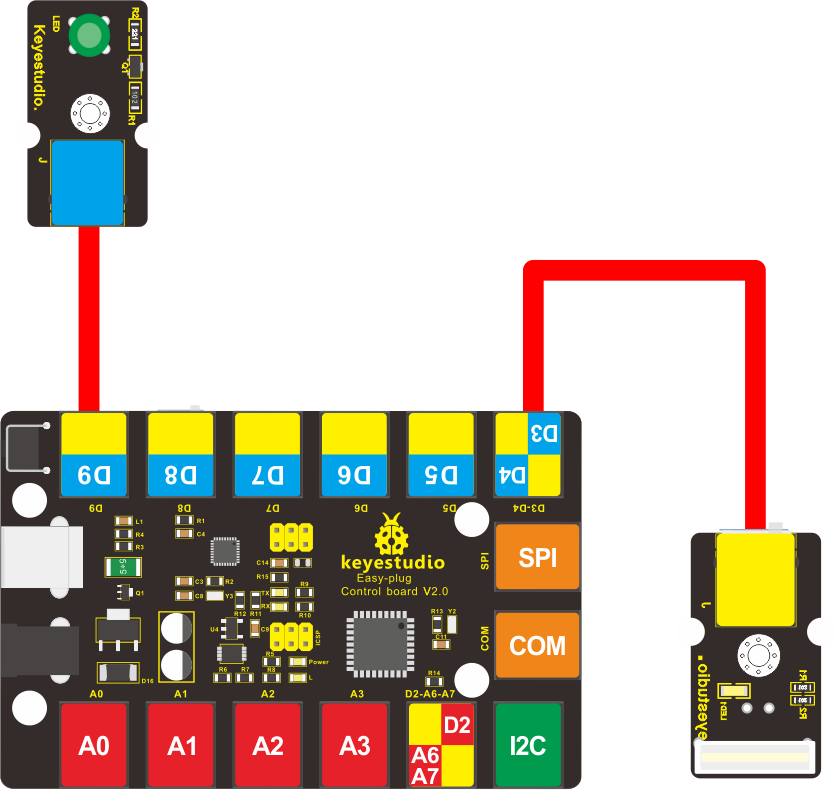 LED
R2
221
Q1
102
R1
Keyestudio.
J
D9
D8
D7
D6
D5
D3
D4
D9
D8
D7
D6
D5
D3-D4
L1
R4
R3
R1
C4
C14
R15
R9
TX
RX
R10
5+5
Q1
C3
R2
C8
Y3
R12
R11
U4
C9
ICSP
R5
R6
R7
R8
Power
L
D16
keyestudio
Easy-plug
Control board V2.0
R13
Y2
C11
R14
SPI
SPI
COM
COM
A0
A1
A2
A3
D2-A6-A7
A0
A1
A2
A3
D2
A6
A7
I2C
J
keyestudio.
LED1
R1
R2